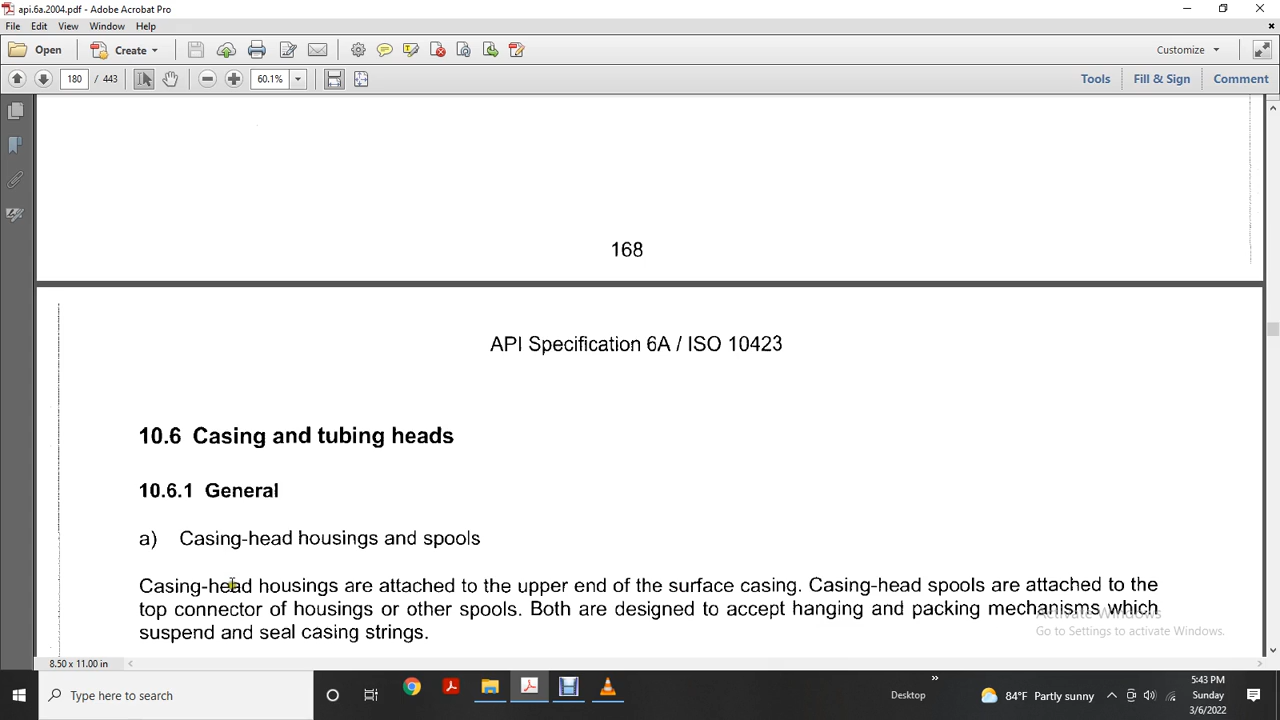 api.6a.2004.pdf - Adobe Acrobat Pro
File Edit View Window Help
Open Create Customize
180 / 443 60.1% Tools Fill & Sign Comment
168
API Specification 6A / ISO 10423
10.6 Casing and tubing heads
10.6.1 General
a) Casing-head housings and spools
Casing-head housings are attached to the upper end of the surface casing. Casing-head spools are attached to the
top connector of housings or other spools. Both are designed to accept hanging and packing mechanisms which
suspend and seal casing strings.
Activate Windows
Go to Settings to activate Windows.
8.50 x 11.00 in
Type here to search
Desktop
84°F Partly sunny
5:43 PM
Sunday
3/6/2022